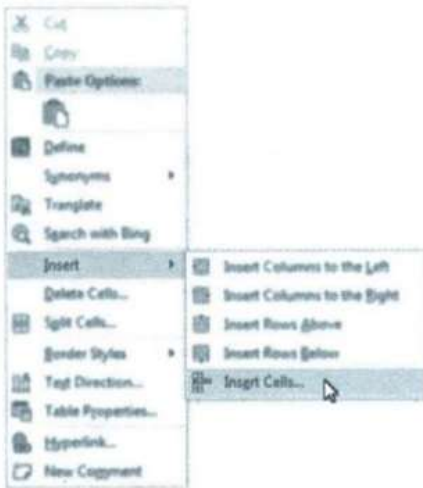 Cut
Copy
Paste Options:
Define
Synonyms
Translate
Search with Bing
Insert
Delete Cells...
Split Cells...
Border Styles
Text Direction...
Table Properties...
Hyperlink...
New Comment
Insert Columns to the Left
Insert Columns to the Right
Insert Rows Above
Insert Rows Below
Insert Cells...